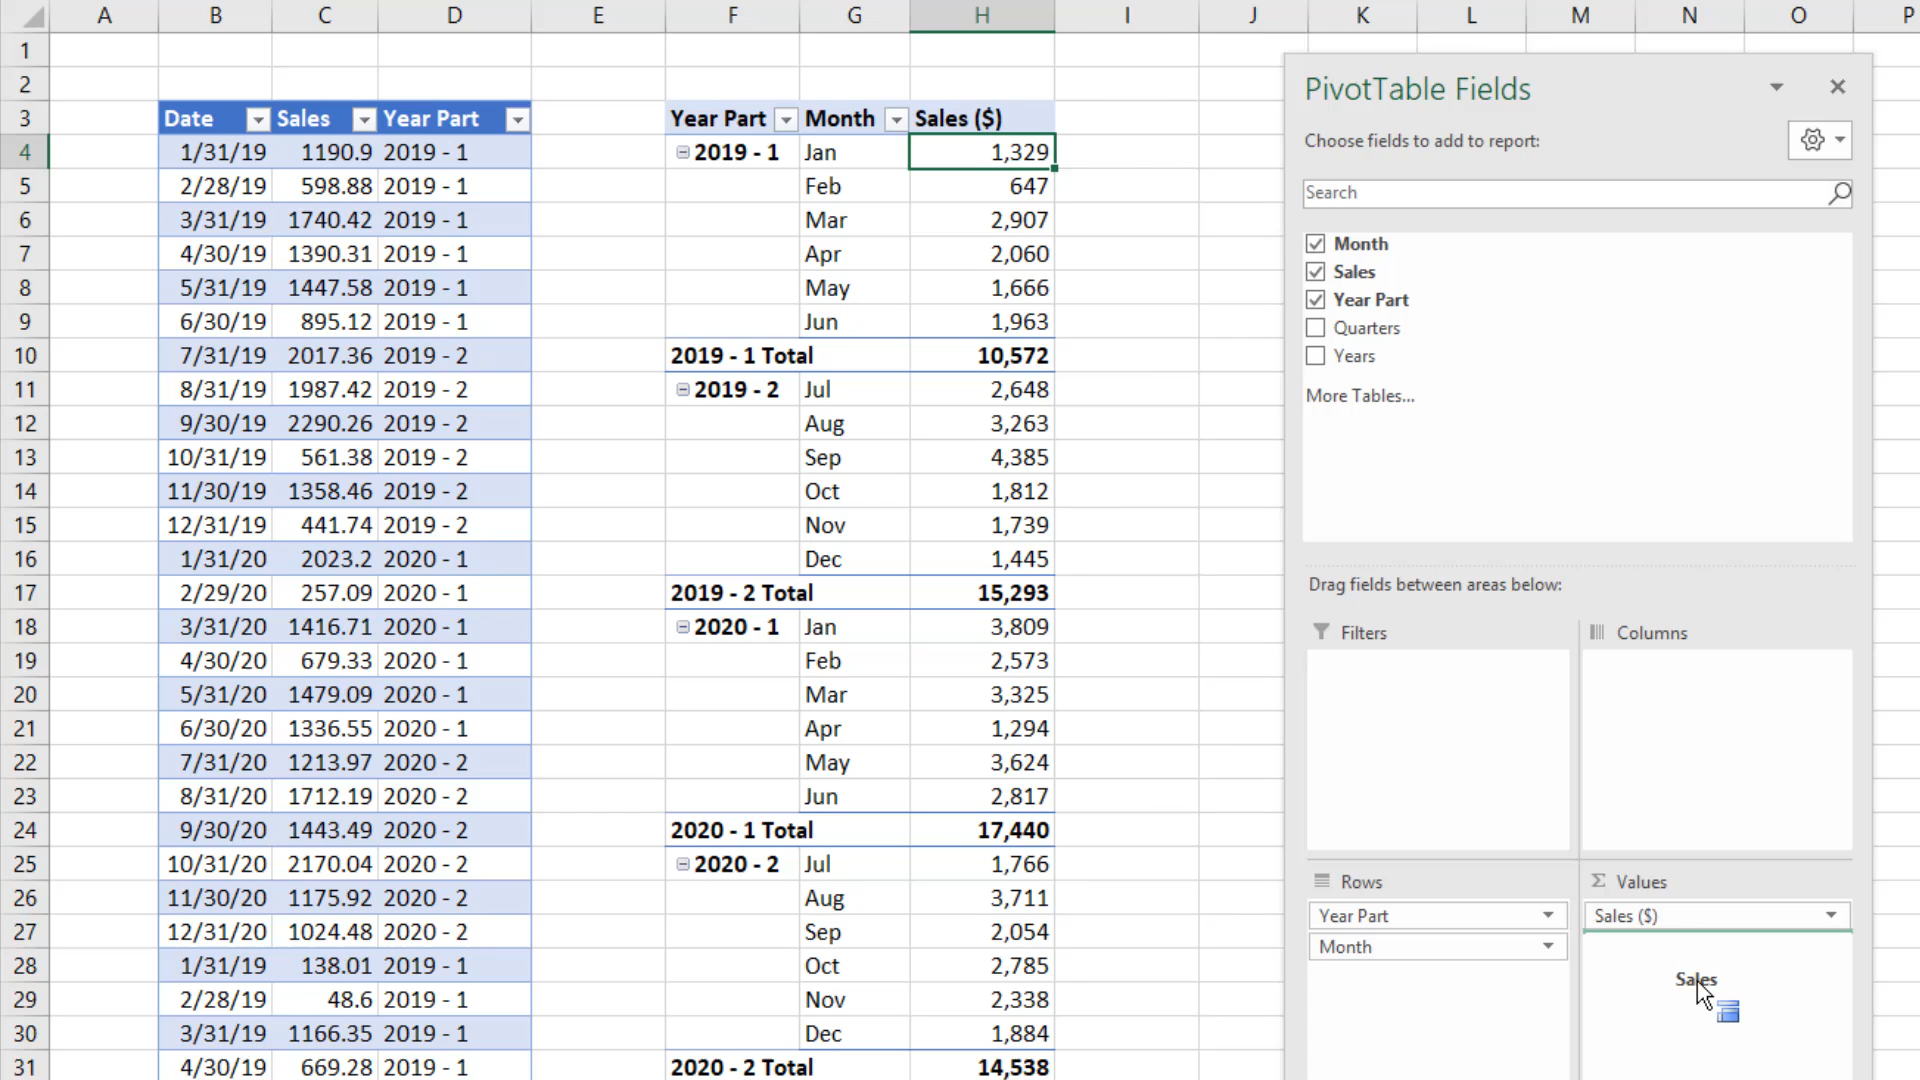 A B C D E F G H I J K L M N O P
1
2
3 Date Sales Year Part Year Part Month Sales ($)
4 1/31/19 1190.9 2019 - 1 2019 - 1 Jan 1,329
5 2/28/19 598.88 2019 - 1 Feb 647
6 3/31/19 1740.42 2019 - 1 Mar 2,907
7 4/30/19 1390.31 2019 - 1 Apr 2,060
8 5/31/19 1447.58 2019 - 1 May 1,666
9 6/30/19 895.12 2019 - 1 Jun 1,963
10 7/31/19 2017.36 2019 - 2 2019 - 1 Total 10,572
11 8/31/19 1987.42 2019 - 2 2019 - 2 Jul 2,648
12 9/30/19 2290.26 2019 - 2 Aug 3,263
13 10/31/19 561.38 2019 - 2 Sep 4,385
14 11/30/19 1358.46 2019 - 2 Oct 1,812
15 12/31/19 441.74 2019 - 2 Nov 1,739
16 1/31/20 2023.2 2020 - 1 Dec 1,445
17 2/29/20 257.09 2020 - 1 2019 - 2 Total 15,293
18 3/31/20 1416.71 2020 - 1 2020 - 1 Jan 3,809
19 4/30/20 679.33 2020 - 1 Feb 2,573
20 5/31/20 1479.09 2020 - 1 Mar 3,325
21 6/30/20 1336.55 2020 - 1 Apr 1,294
22 7/31/20 1213.97 2020 - 2 May 3,624
23 8/31/20 1712.19 2020 - 2 Jun 2,817
24 9/30/20 1443.49 2020 - 2 2020 - 1 Total 17,440
25 10/31/20 2170.04 2020 - 2 2020 - 2 Jul 1,766
26 11/30/20 1175.92 2020 - 2 Aug 3,711
27 12/31/20 1024.48 2020 - 2 Sep 2,054
28 1/31/19 138.01 2019 - 1 Oct 2,785
29 2/28/19 48.6 2019 - 1 Nov 2,338
30 3/31/19 1166.35 2019 - 1 Dec 1,884
31 4/30/19 669.28 2019 - 1 2020 - 2 Total 14,538
PivotTable Fields
Choose fields to add to report:
Search
Month
Sales
Year Part
Quarters
Years
More Tables...
Drag fields between areas below:
Filters Columns
Rows Values
Year Part Sales ($)
Month
Sales